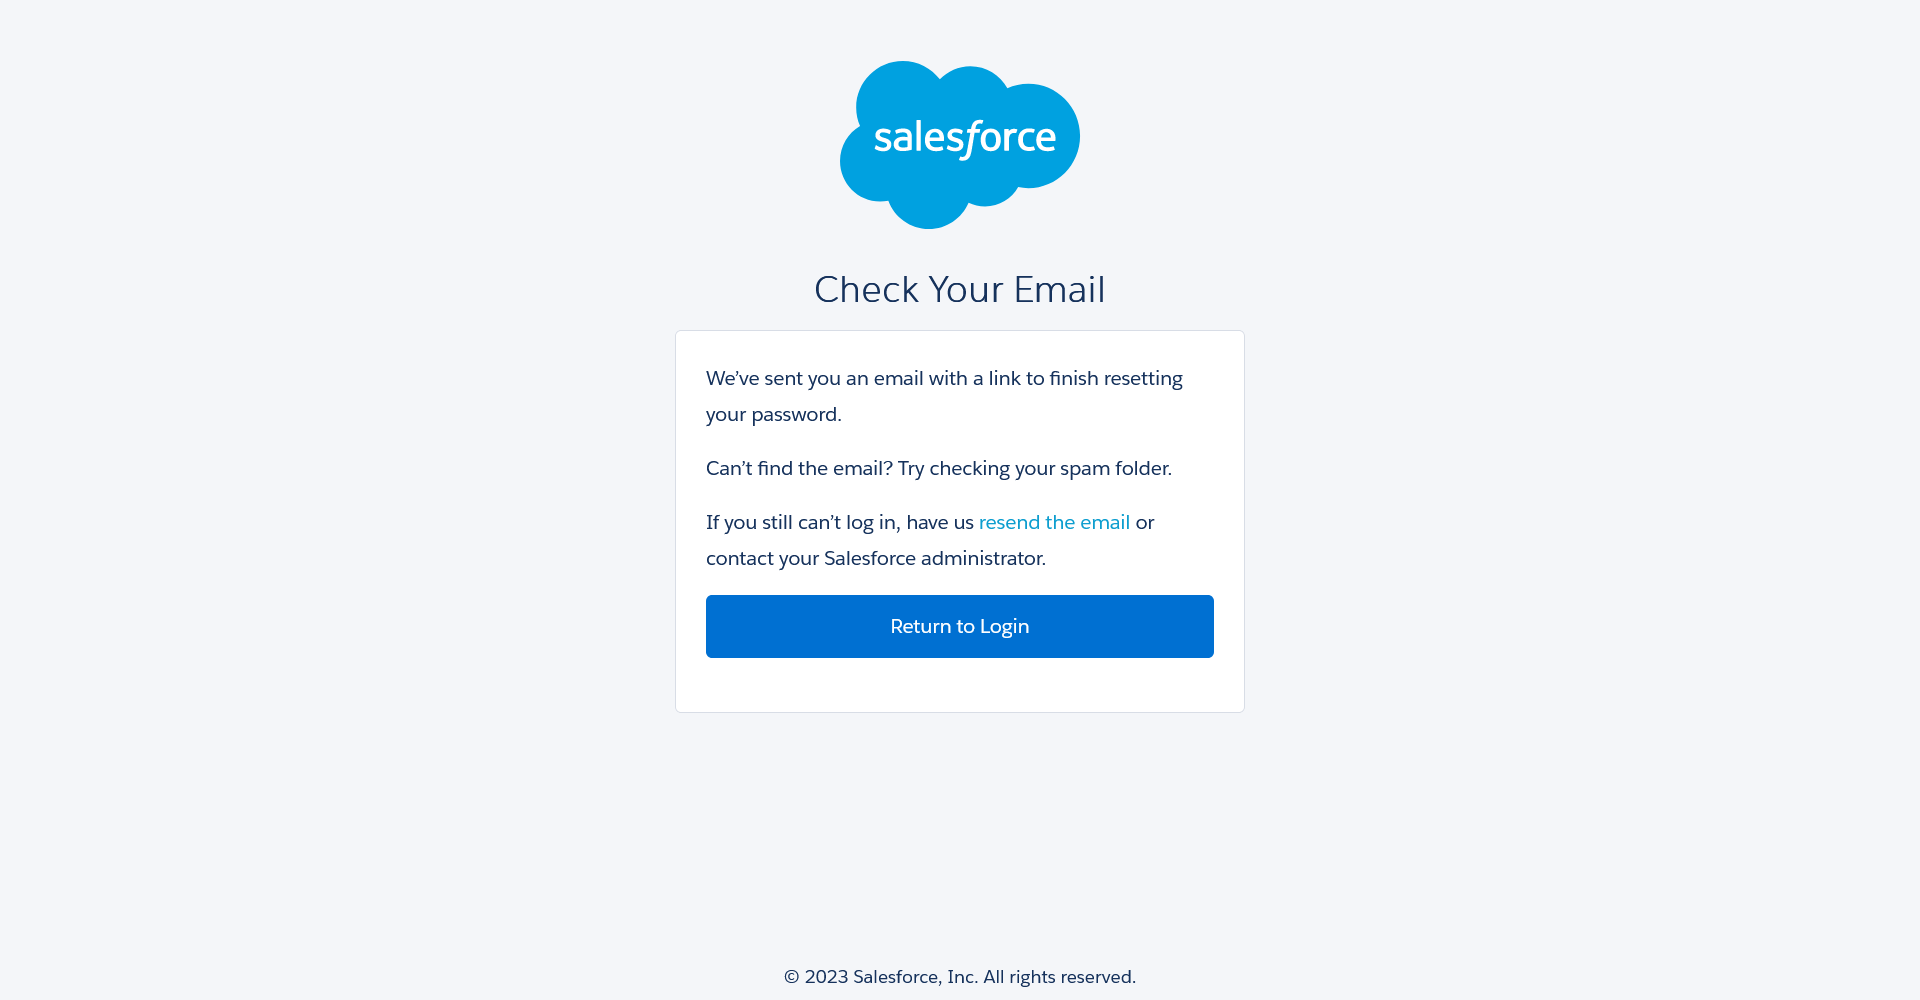 salesforce
Check Your Email
We’ve sent you an email with a link to finish resetting
your password.
Can’t find the email? Try checking your spam folder.
If you still can’t log in, have us resend the email or
contact your Salesforce administrator.
Return to Login
© 2023 Salesforce, Inc. All rights reserved.